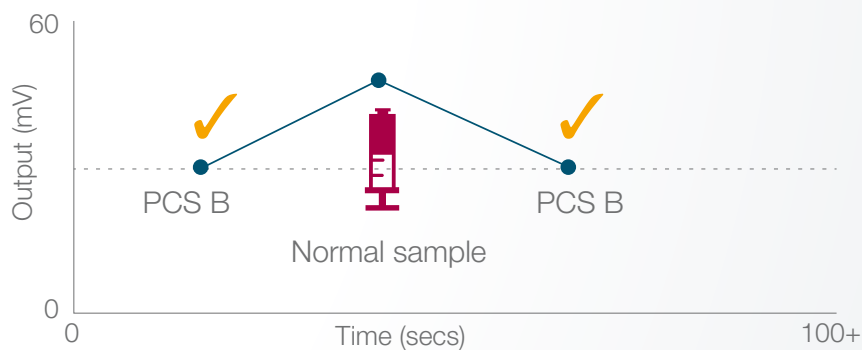 60
Output (mV)
PCS B
PCS B
Normal sample
0
0
Time (secs)
100+